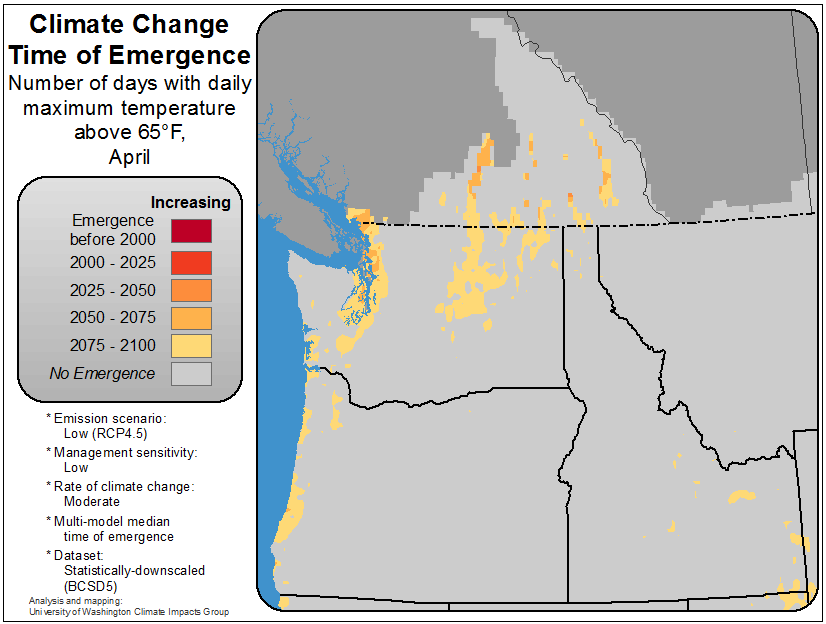 Climate Change
Time of Emergence
Number of days with daily
maximum temperature
above 65°F,
April
Increasing
Emergence
before 2000
2000 - 2025
2025 - 2050
2050 - 2075
2075 - 2100
No Emergence
* Emission scenario:
Low (RCP4.5)
* Management sensitivity:
Low
* Rate of climate change:
Moderate
* Multi-model median
time of emergence
* Dataset:
Statistically-downscaled
(BCSD5)
Analysis and mapping:
University of Washington Climate Impacts Group